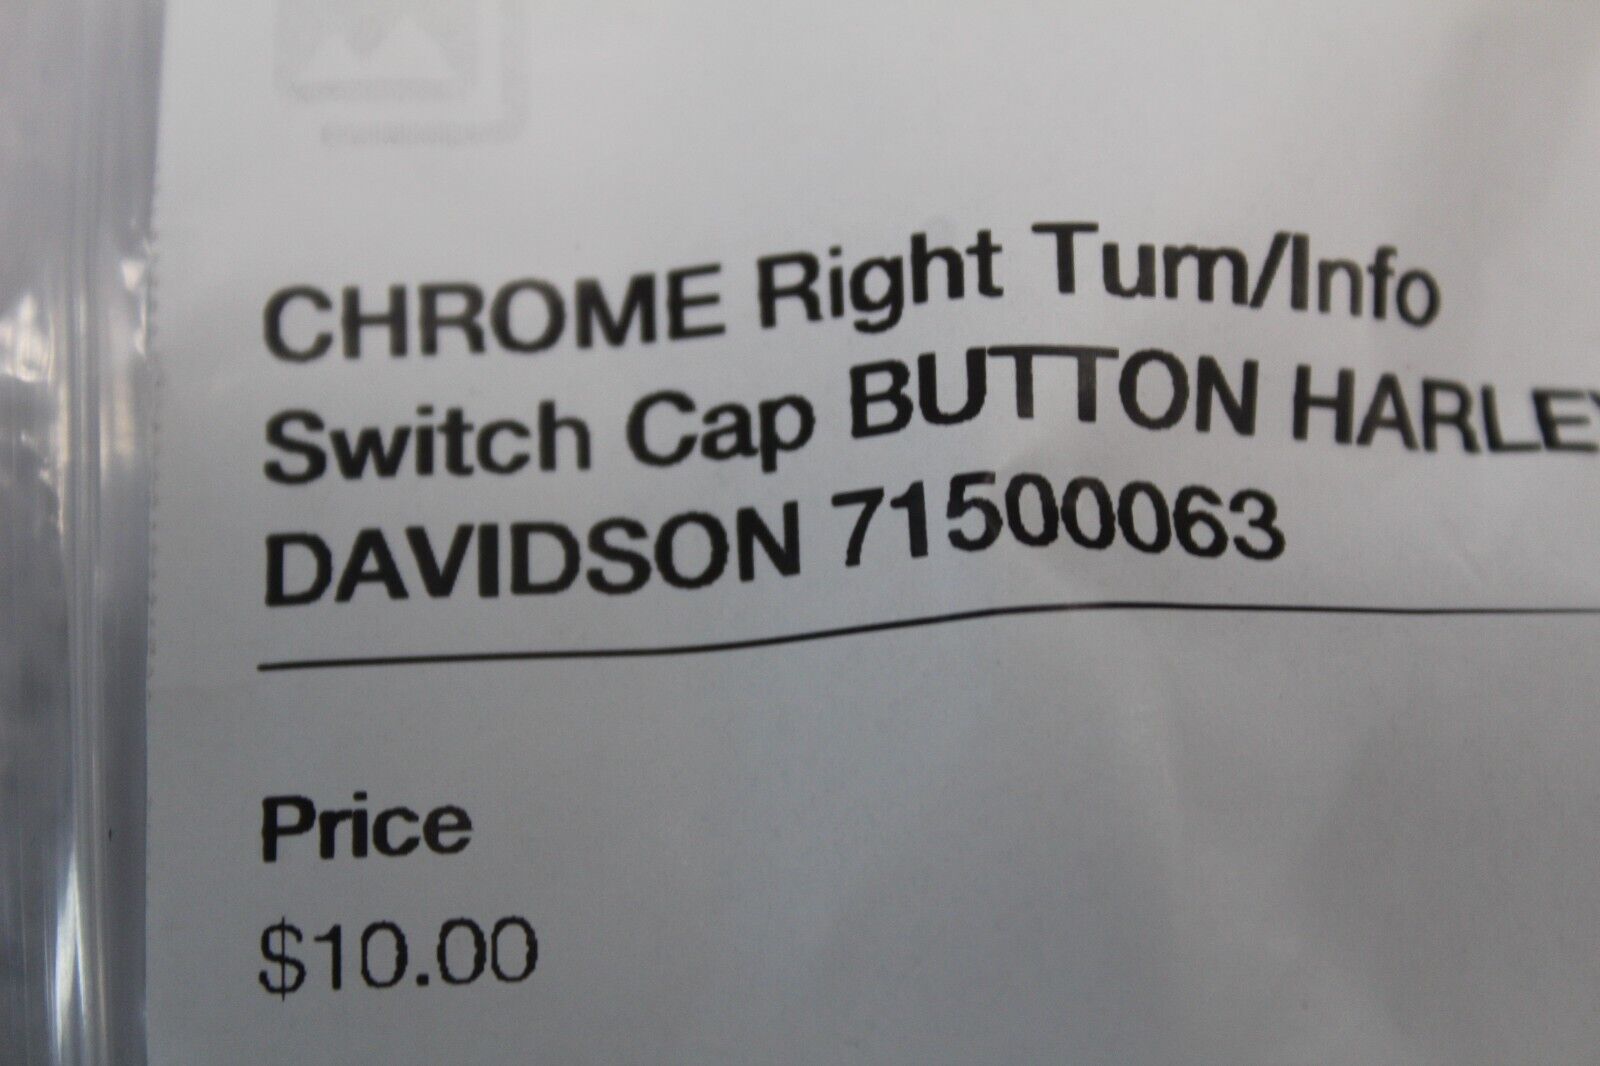 CHROME Right Turn/Info
Switch Cap BUTTON HARLEY
DAVIDSON 71500063
Price
$10.00